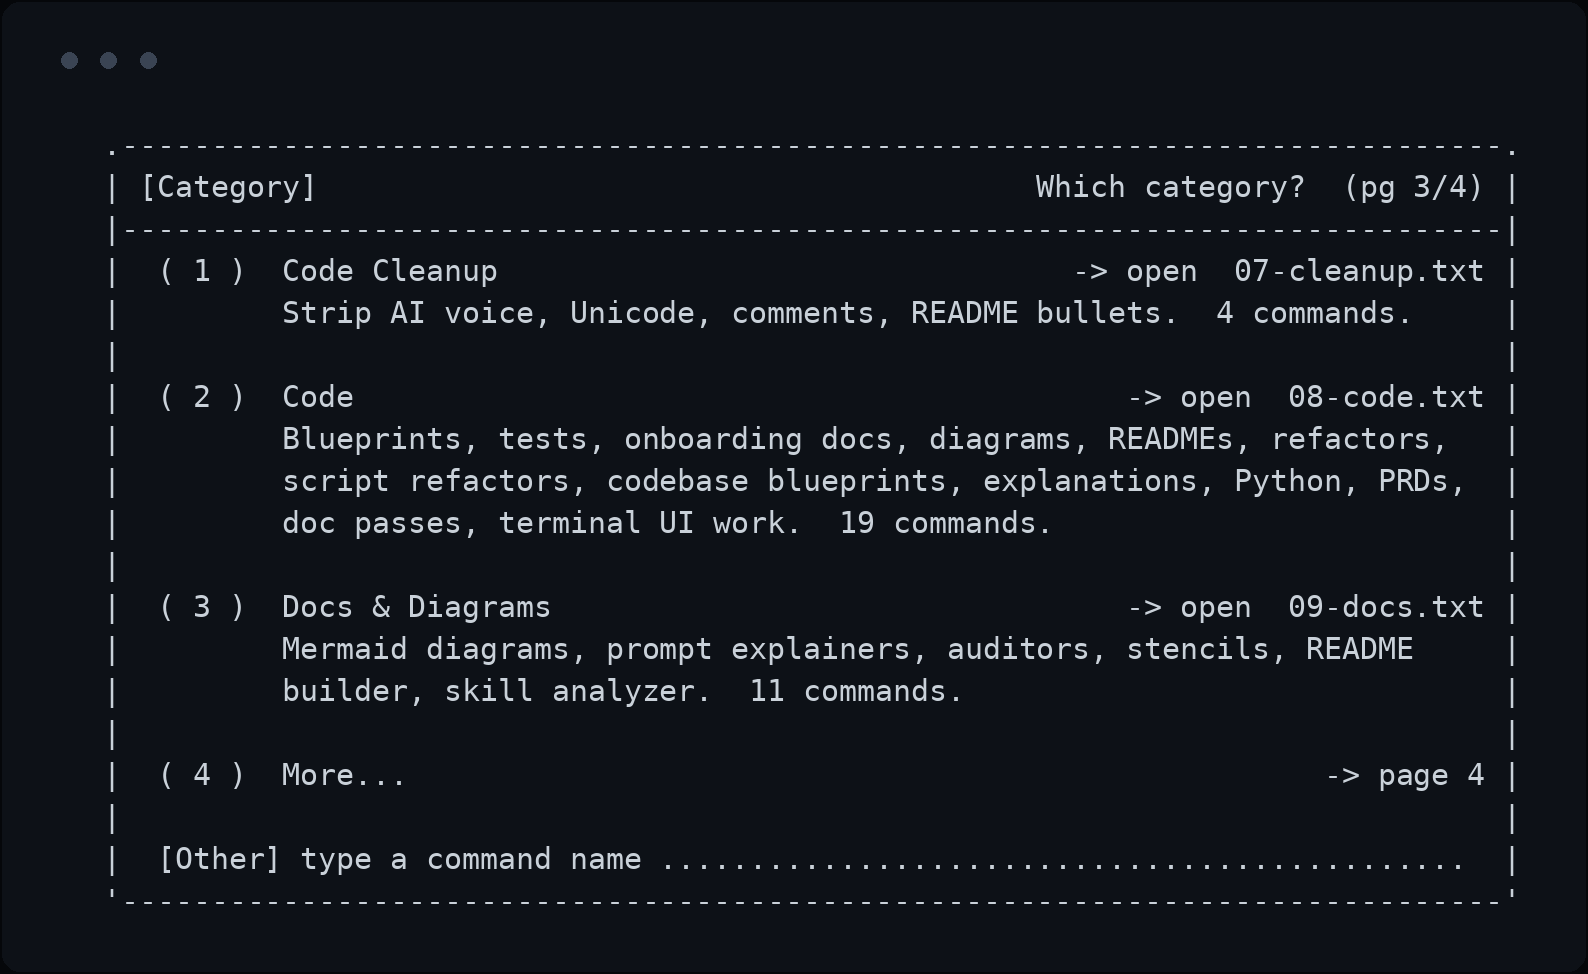 .-----------------------------------------------------------------------------.
| [Category]                                        Which category?  (pg 3/4) |
|-----------------------------------------------------------------------------|
|  ( 1 )  Code Cleanup                                -> open  07-cleanup.txt |
|         Strip AI voice, Unicode, comments, README bullets.  4 commands.     |
|                                                                             |
|  ( 2 )  Code                                           -> open  08-code.txt |
|         Blueprints, tests, onboarding docs, diagrams, READMEs, refactors,   |
|         script refactors, codebase blueprints, explanations, Python, PRDs,  |
|         doc passes, terminal UI work.  19 commands.                         |
|                                                                             |
|  ( 3 )  Docs & Diagrams                                -> open  09-docs.txt |
|         Mermaid diagrams, prompt explainers, auditors, stencils, README     |
|         builder, skill analyzer.  11 commands.                              |
|                                                                             |
|  ( 4 )  More...                                                   -> page 4 |
|                                                                             |
|  [Other] type a command name .............................................  |
'-----------------------------------------------------------------------------'